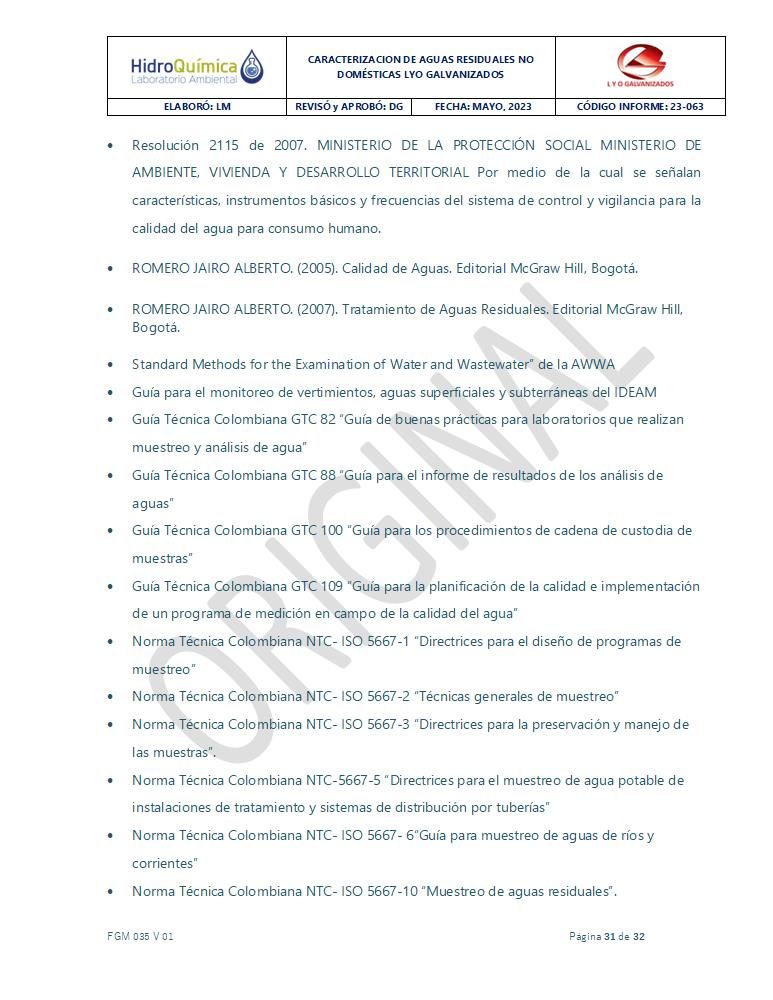 HidroQuímica
Laboratorio Ambiental
CARACTERIZACION DE AGUAS RESIDUALES NO
DOMÉSTICAS LYO GALVANIZADOS
L Y O GALVANIZADOS
ELABORÓ: LM
REVISÓ y APROBÓ: DG
FECHA: MAYO, 2023
CÓDIGO INFORME: 23-063
• Resolución 2115 de 2007. MINISTERIO DE LA PROTECCIÓN SOCIAL MINISTERIO DE
AMBIENTE, VIVIENDA Y DESARROLLO TERRITORIAL Por medio de la cual se señalan
características, instrumentos básicos y frecuencias del sistema de control y vigilancia para la
calidad del agua para consumo humano.
• ROMERO JAIRO ALBERTO. (2005). Calidad de Aguas. Editorial McGraw Hill, Bogotá.
• ROMERO JAIRO ALBERTO. (2007). Tratamiento de Aguas Residuales. Editorial McGraw Hill,
Bogotá.
• Standard Methods for the Examination of Water and Wastewater” de la AWWA
• Guía para el monitoreo de vertimientos, aguas superficiales y subterráneas del IDEAM
• Guía Técnica Colombiana GTC 82 “Guía de buenas prácticas para laboratorios que realizan
muestreo y análisis de agua”
• Guía Técnica Colombiana GTC 88 “Guía para el informe de resultados de los análisis de
aguas”
• Guía Técnica Colombiana GTC 100 “Guía para los procedimientos de cadena de custodia de
muestras”
• Guía Técnica Colombiana GTC 109 “Guía para la planificación de la calidad e implementación
de un programa de medición en campo de la calidad del agua”
• Norma Técnica Colombiana NTC- ISO 5667-1 “Directrices para el diseño de programas de
muestreo”
• Norma Técnica Colombiana NTC- ISO 5667-2 “Técnicas generales de muestreo”
• Norma Técnica Colombiana NTC- ISO 5667-3 “Directrices para la preservación y manejo de
las muestras”.
• Norma Técnica Colombiana NTC-5667-5 “Directrices para el muestreo de agua potable de
instalaciones de tratamiento y sistemas de distribución por tuberías”
• Norma Técnica Colombiana NTC- ISO 5667- 6“Guía para muestreo de aguas de ríos y
corrientes”
• Norma Técnica Colombiana NTC- ISO 5667-10 “Muestreo de aguas residuales”.
ORIGINAL
FGM 035 V 01
Página 31 de 32